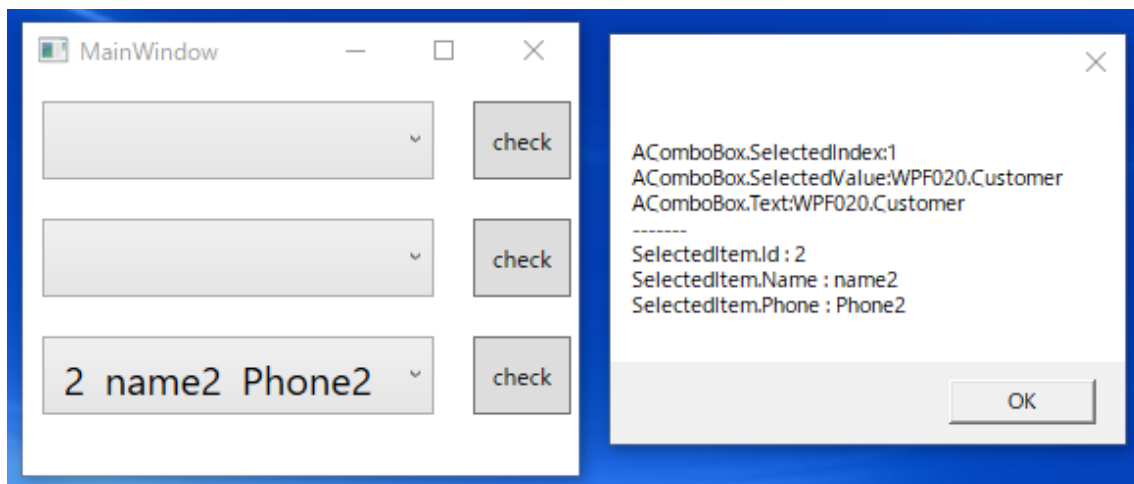 MainWindow
check
check
2 name2 Phone2
check
AComboBox.SelectedIndex:1
AComboBox.SelectedValue:WPF020.Customer
AComboBox.Text:WPF020.Customer
-------
SelectedItem.Id : 2
SelectedItem.Name : name2
SelectedItem.Phone : Phone2
OK